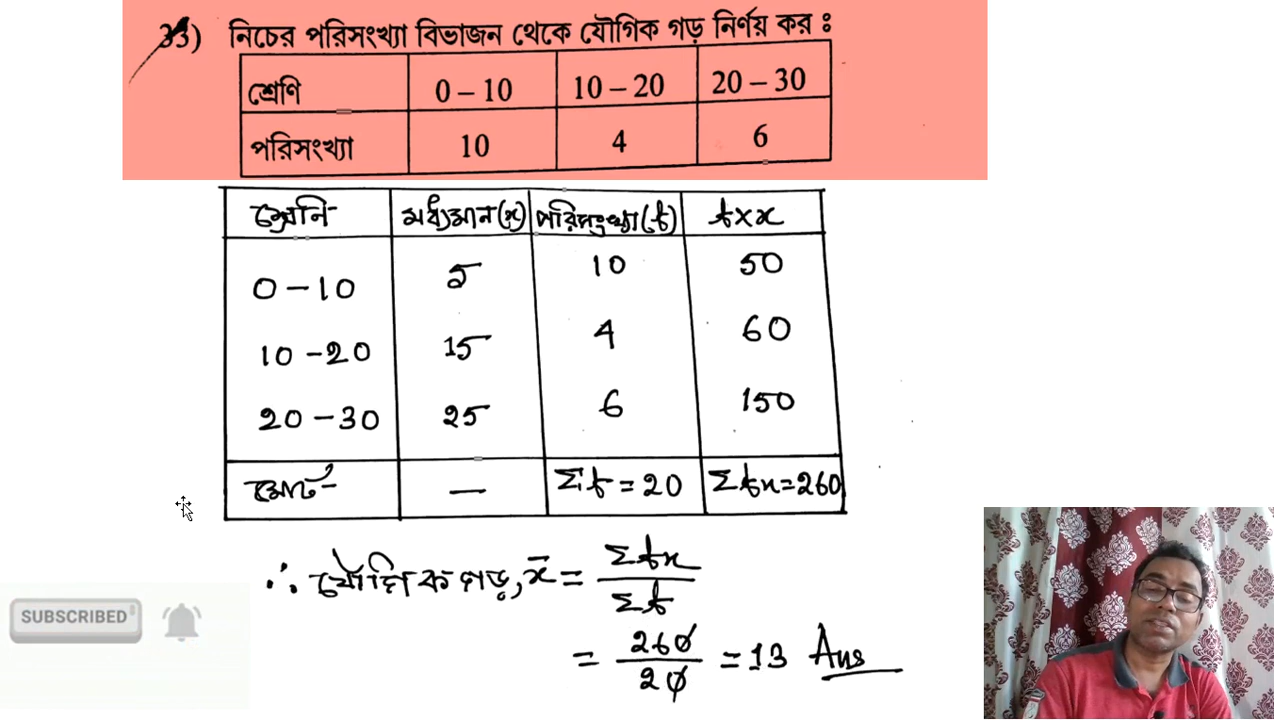 33) নিচের পরিসংখ্যা বিভাজন থেকে যৌগিক গড় নির্ণয় কর ঃ
শ্রেণি 0 – 10 10 – 20 20 – 30
পরিসংখ্যা 10 4 6
শ্রেনি মধ্যমান(x) পরিসংখ্যা(f) f×x
0 – 10 5 10 50
10 – 20 15 4 60
20 – 30 25 6 150
মোট — Σf = 20 Σfx = 260
∴ যৌগিক গড়, x̄ = Σfx / Σf
= 260 / 20 = 13 Ans
SUBSCRIBED